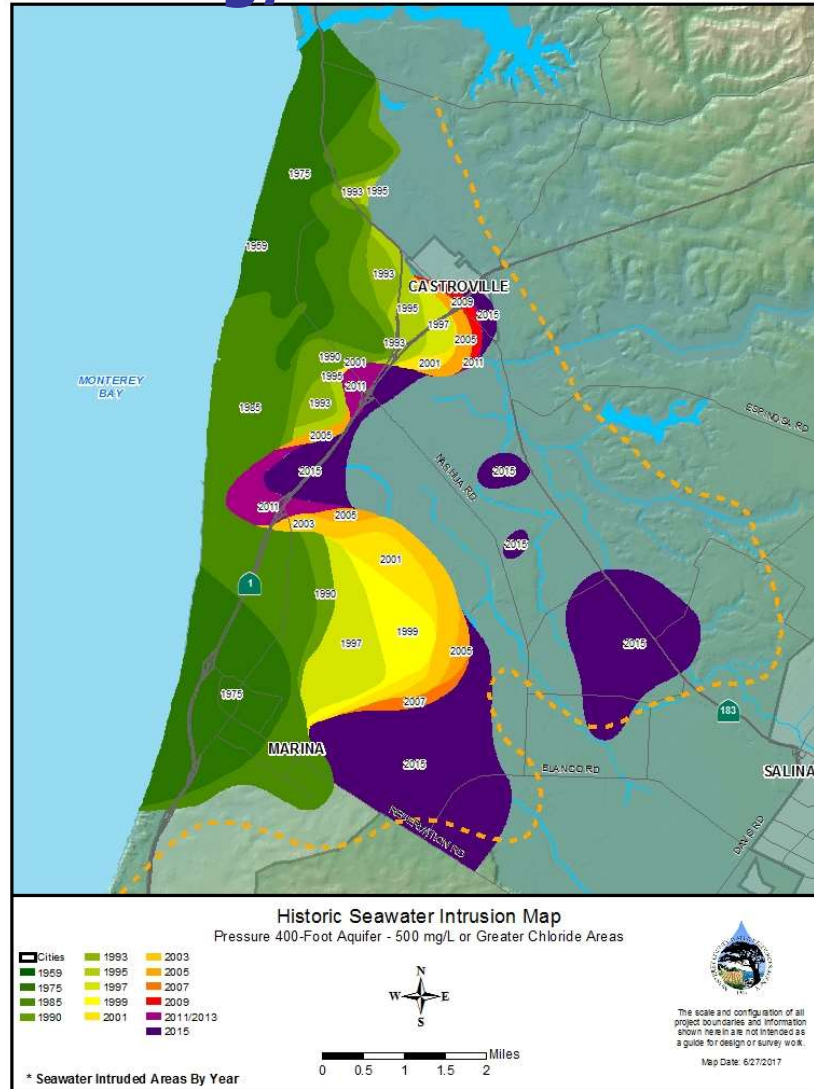 1975
1993
1995
1959
1993
CASTROVILLE
2009
2015
1995
1997
1993
2005
1990
2001
2001
2011
1995
2011
MONTEREY
BAY
1993
1985
ESPINOSA RD
2005
NASHUA RD
2015
2015
2011
2005
2003
2015
2001
1
1990
1999
1997
2005
2015
1975
2007
183
MARINA
2015
BLANCO RD
SALINA
RESERVATION RD
DAVIS RD
Historic Seawater Intrusion Map
Pressure 400-Foot Aquifer - 500 mg/L or Greater Chloride Areas
Cities
1959
1975
1985
1990
1993
1995
1997
1999
2001
2003
2005
2007
2009
2011/2013
2015
N
W E
S
Miles
0 0.5 1 1.5 2
* Seawater Intruded Areas By Year
The scale and configuration of all
project boundaries and information
shown herein are not intended as
a guide for design or survey work.
Map Date: 6/27/2017